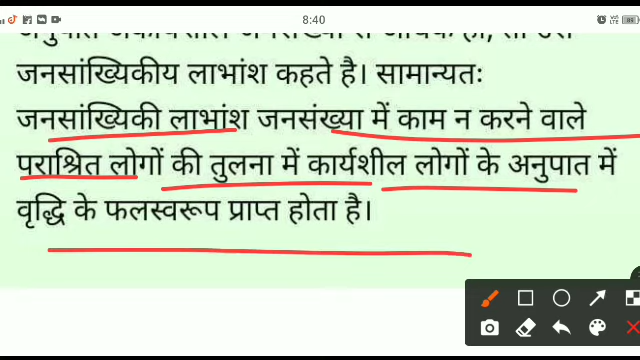 8:40
जनसांख्यिकीय लाभांश कहते है। सामान्यतः
जनसांख्यिकी लाभांश जनसंख्या में काम न करने वाले
पराश्रित लोगों की तुलना में कार्यशील लोगों के अनुपात में
वृद्धि के फलस्वरूप प्राप्त होता है।